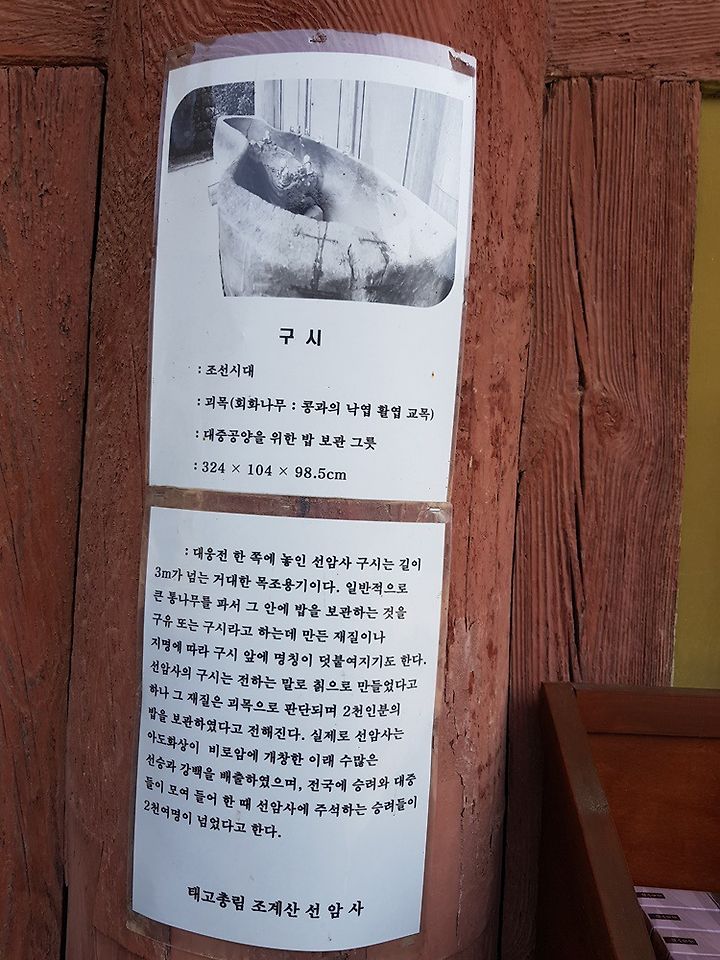 구 시
: 조선시대
: 괴목(회화나무 : 콩과의 낙엽 활엽 교목)
: 대중공양을 위한 밥 보관 그릇
: 324 × 104 × 98.5cm
: 대웅전 한 쪽에 놓인 선암사 구시는 길이
3m가 넘는 거대한 목조용기이다. 일반적으로
큰 통나무를 파서 그 안에 밥을 보관하는 것을
구유 또는 구시라고 하는데 만든 재질이나
지명에 따라 구시 앞에 명칭이 덧붙여지기도 한다.
선암사의 구시는 전하는 말로 칡으로 만들었다고
하나 그 재질은 괴목으로 판단되며 2천인분의
밥을 보관하였다고 전해진다. 실제로 선암사는
아도화상이 비로암에 개창한 이래 수많은
선승과 강백을 배출하였으며, 전국에 승려와 대중
들이 모여 들어 한 때 선암사에 주석하는 승려들이
2천여명이 넘었다고 한다.
태고총림 조계산 선 암 사